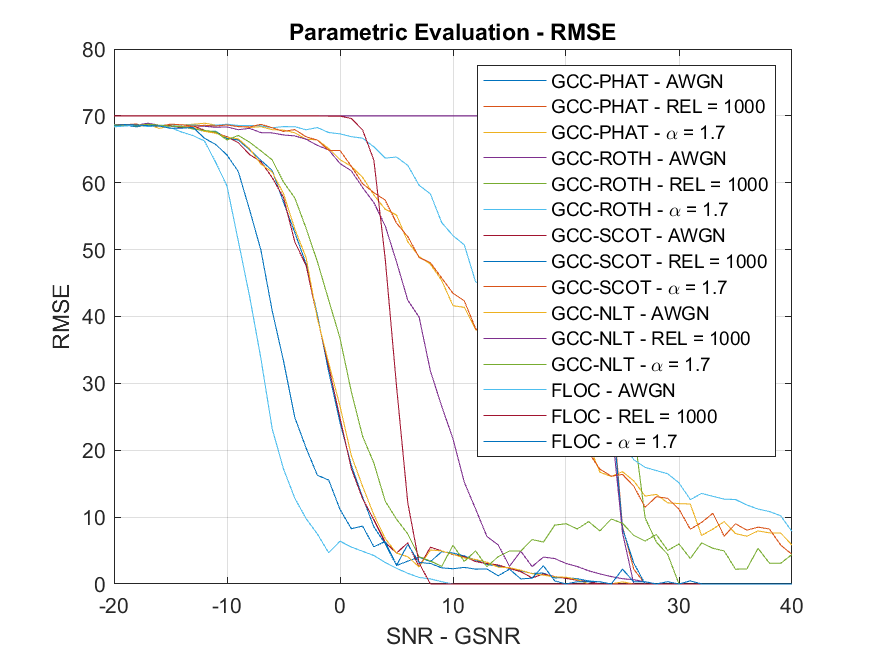 Parametric Evaluation - RMSE
80
70
60
50
40
30
20
10
0
RMSE
GCC-PHAT - AWGN
GCC-PHAT - REL = 1000
GCC-PHAT - α = 1.7
GCC-ROTH - AWGN
GCC-ROTH - REL = 1000
GCC-ROTH - α = 1.7
GCC-SCOT - AWGN
GCC-SCOT - REL = 1000
GCC-SCOT - α = 1.7
GCC-NLT - AWGN
GCC-NLT - REL = 1000
GCC-NLT - α = 1.7
FLOC - AWGN
FLOC - REL = 1000
FLOC - α = 1.7
-20 -10 0 10 20 30 40
SNR - GSNR